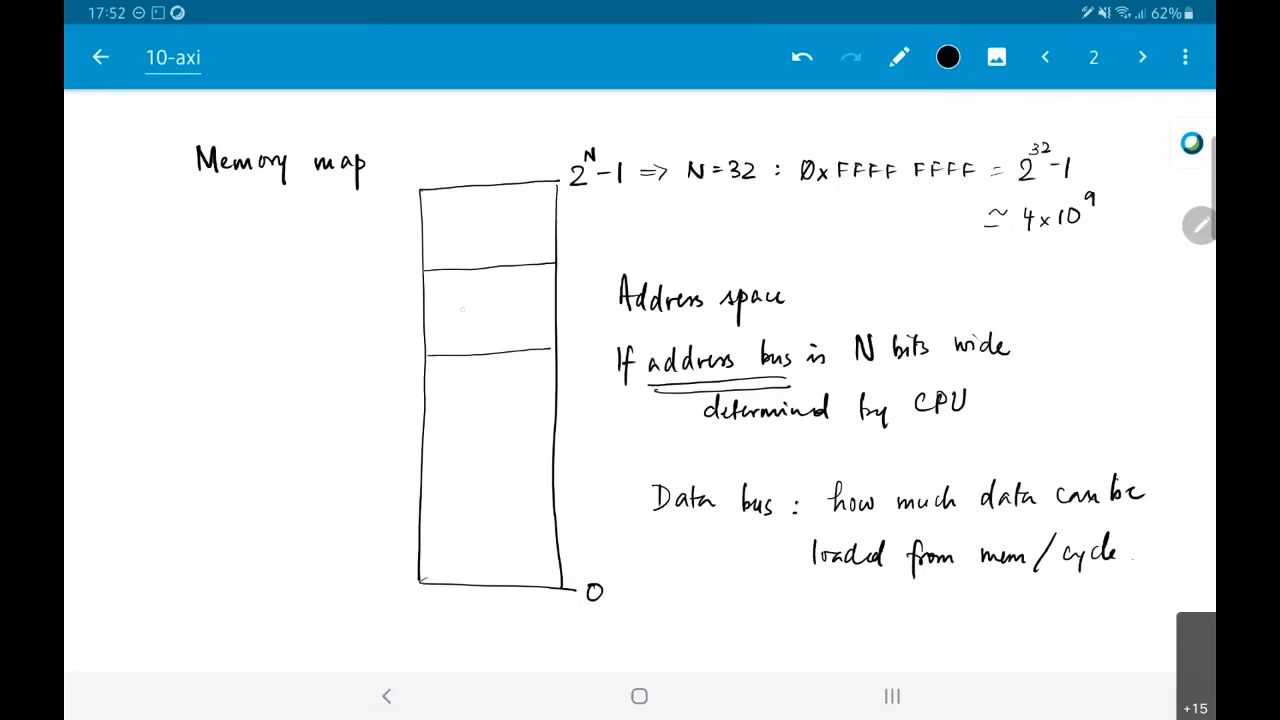 17:52
62%
10-axi
2
Memory map
2^N -1 => N=32 : 0xFFFF FFFF = 2^32 -1
≃ 4×10^9
Address space
If address bus is N bits wide
determined by CPU
Data bus : how much data can be
loaded from mem/cycle.
0
+15